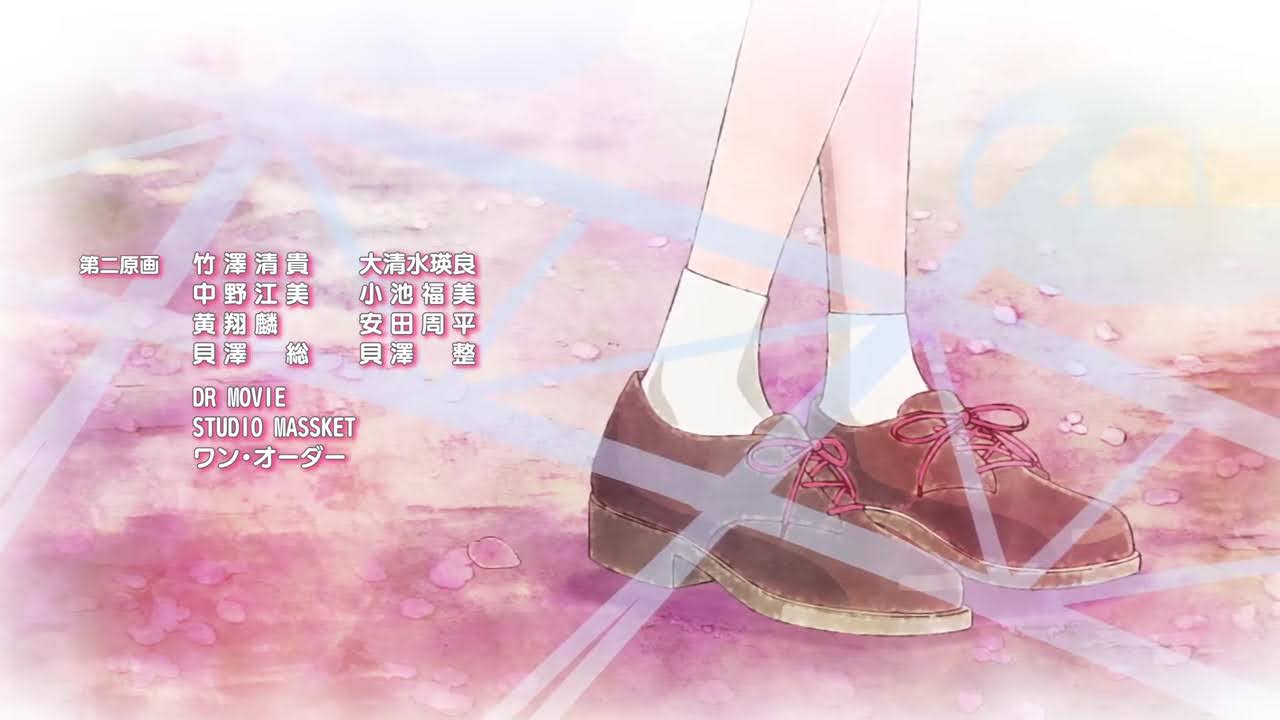 第二原画 竹澤清貴 大清水瑛良
中野江美 小池福美
黄翔麟 安田周平
貝澤 総 貝澤 整
DR MOVIE
STUDIO MASSKET
ワン・オーダー